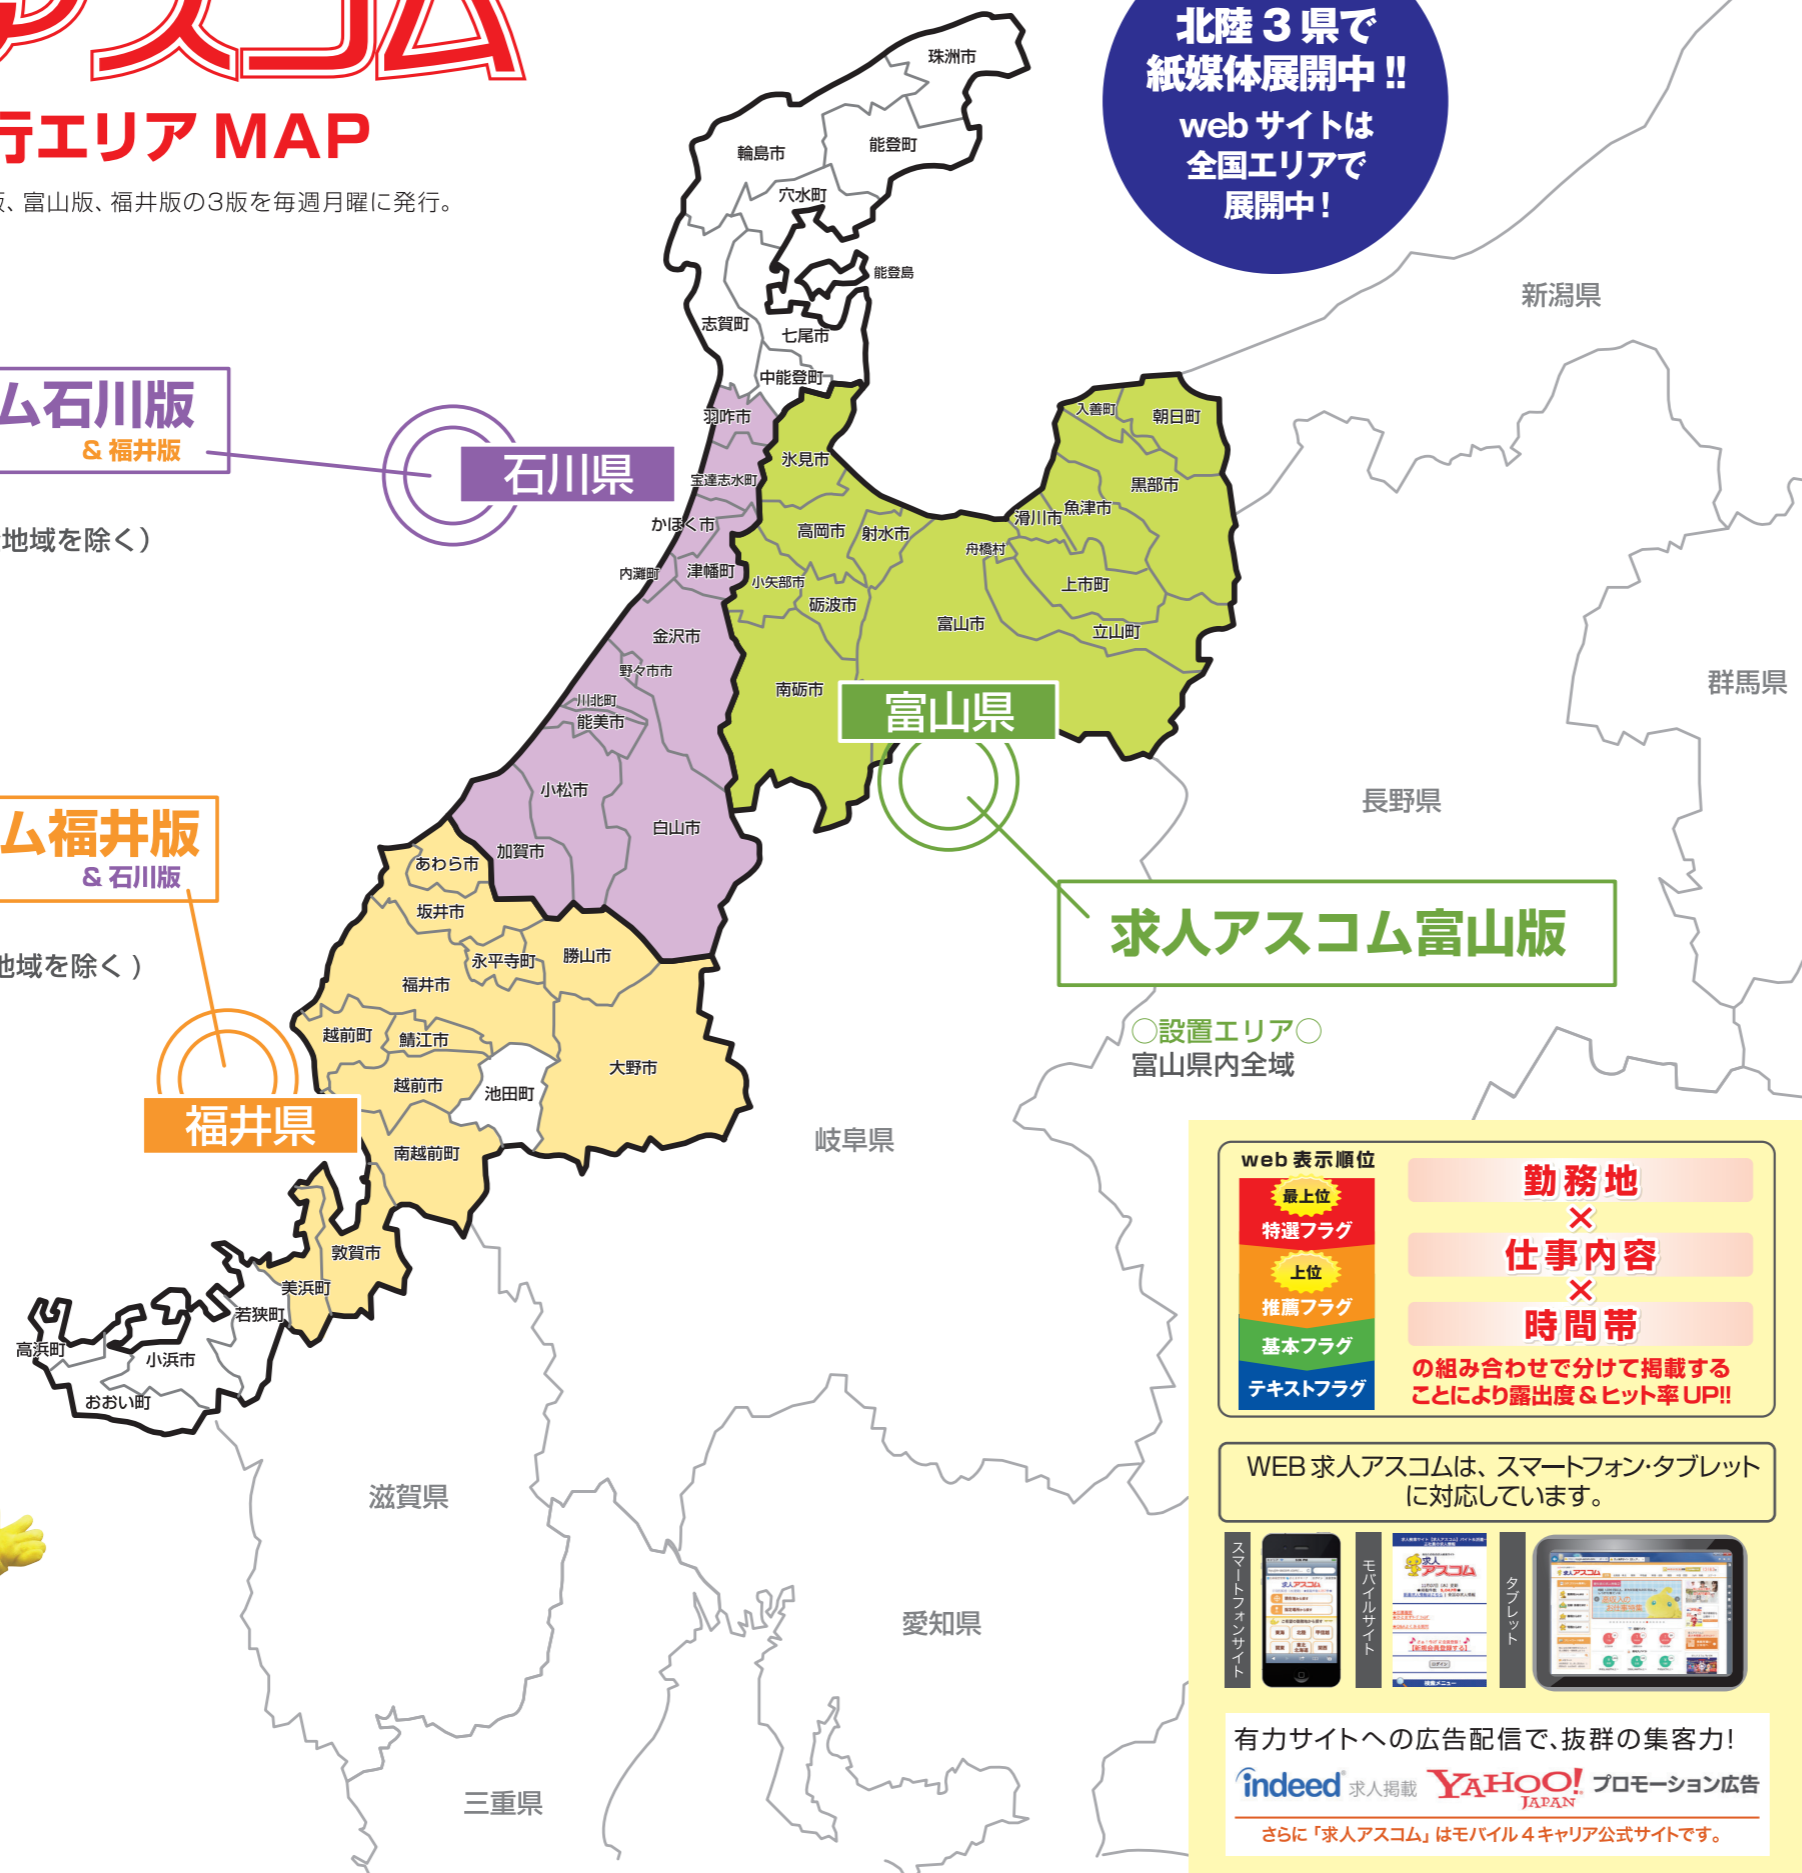 アスコム
行エリア MAP
版、富山版、福井版の3版を毎週月曜に発行。
北陸 3 県で
紙媒体展開中 !!
web サイトは
全国エリアで
展開中！
ム石川版
& 福井版
地域を除く）
石川県
ム福井版
& 石川版
地域を除く )
福井県
富山県
求人アスコム富山版
○設置エリア○
富山県内全域
珠洲市
能登町
輪島市
穴水町
能登島
志賀町
七尾市
中能登町
羽咋市
宝達志水町
かほく市
内灘町
津幡町
金沢市
野々市市
川北町
能美市
小松市
白山市
加賀市
入善町
朝日町
氷見市
黒部市
魚津市
滑川市
高岡市
射水市
舟橋村
小矢部市
砺波市
上市町
富山市
立山町
南砺市
あわら市
坂井市
永平寺町
勝山市
福井市
越前町
鯖江市
大野市
越前市
池田町
南越前町
敦賀市
美浜町
若狭町
高浜町
小浜市
おおい町
新潟県
群馬県
長野県
岐阜県
滋賀県
愛知県
三重県
web 表示順位
最上位
特選フラグ
上位
推薦フラグ
基本フラグ
テキストフラグ
勤務地
×
仕事内容
×
時間帯
の組み合わせで分けて掲載する
ことにより露出度 & ヒット率 UP!!
WEB 求人アスコムは、スマートフォン･タブレット
に対応しています。
スマートフォンサイト
モバイルサイト
タブレット
求人
アスコム
有力サイトへの広告配信で、抜群の集客力！
indeed 求人掲載 YAHOO! JAPAN プロモーション広告
さらに 「求人アスコム」 はモバイル 4 キャリア公式サイトです。